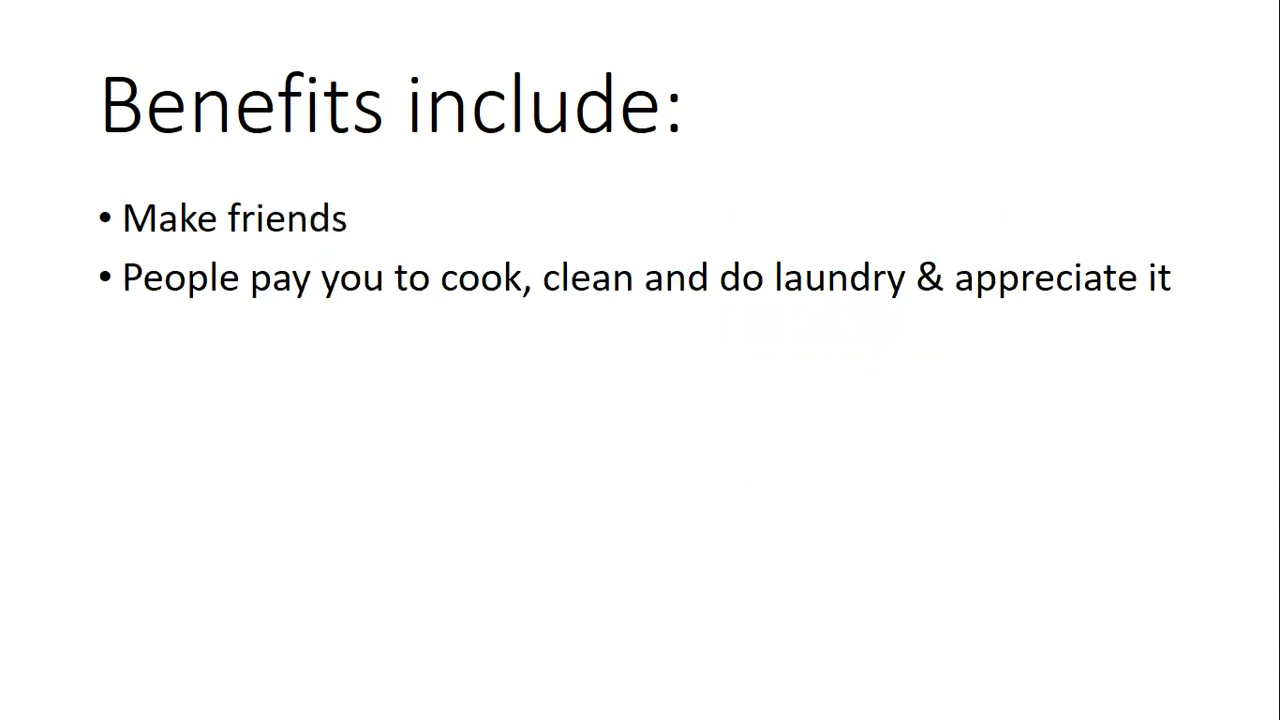 Benefits include:
• Make friends
• People pay you to cook, clean and do laundry & appreciate it